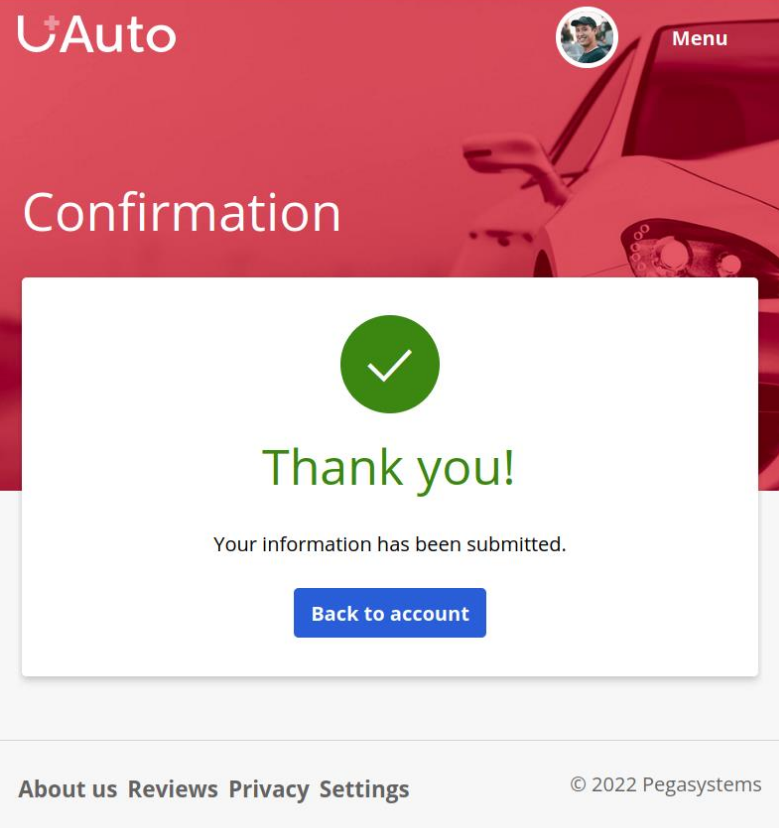 U+Auto
Menu
Confirmation
Thank you!
Your information has been submitted.
Back to account
About us Reviews Privacy Settings
© 2022 Pegasystems